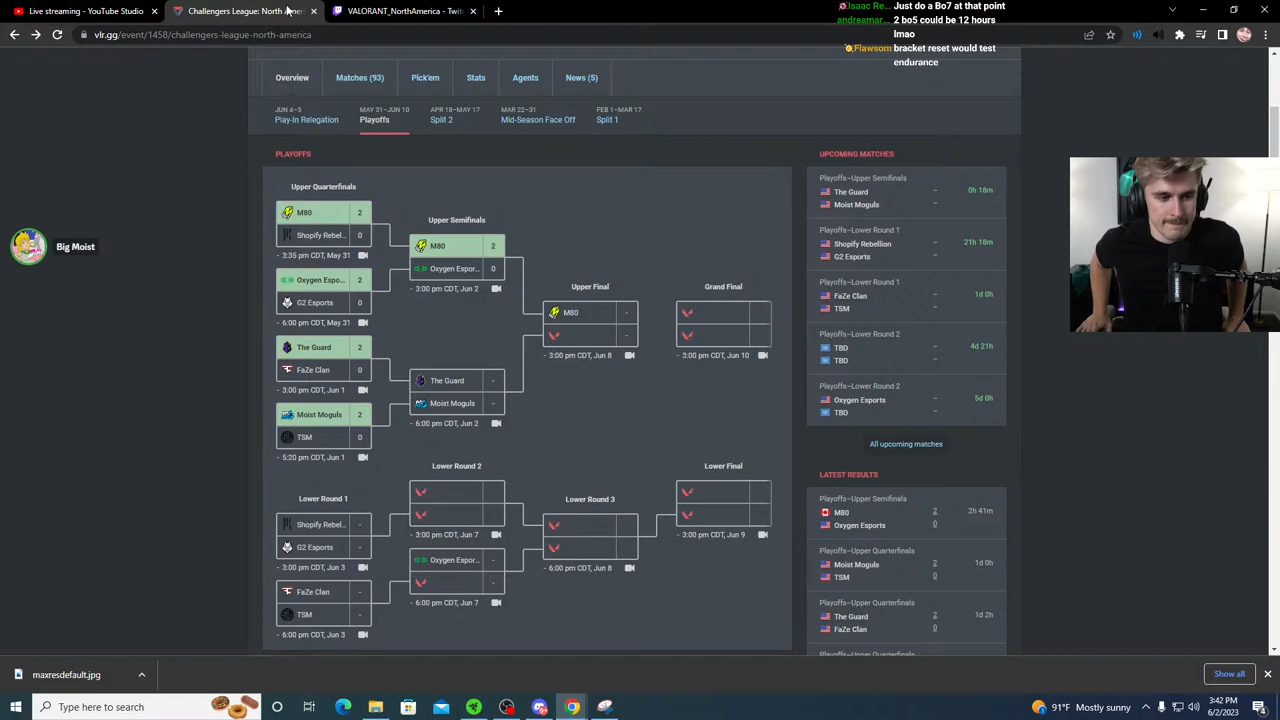 Live streaming - YouTube Studio
Challenges League: North Am
VALORANT_NorthAmerica - Twit
vlr.gg/event/1458/challengers-league-north-america
Isaac Re... Just do a Bo7 at that point
andreamar... 2 bo5 could be 12 hours
lmao
Flawsom bracket reset would test
endurance
Overview
Matches (93)
Pick'em
Stats
Agents
News (5)
JUN 4–5
Play-In Relegation
MAY 31–JUN 10
Playoffs
APR 18–MAY 17
Split 2
MAR 22–31
Mid-Season Face Off
FEB 1–MAR 17
Split 1
PLAYOFFS
Upper Quarterfinals
M80 2
Shopify Rebel... 0
- 3:35 pm CDT, May 31
Oxygen Espo... 2
G2 Esports 0
- 6:00 pm CDT, May 31
The Guard 2
FaZe Clan 0
- 3:00 pm CDT, Jun 1
Moist Moguls 2
TSM 0
- 5:20 pm CDT, Jun 1
Upper Semifinals
M80 2
Oxygen Espor... 0
- 3:00 pm CDT, Jun 2
The Guard -
Moist Moguls -
- 6:00 pm CDT, Jun 2
Upper Final
M80 -
-
- 3:00 pm CDT, Jun 8
Grand Final
- 3:00 pm CDT, Jun 10
Lower Round 1
Shopify Rebel... -
G2 Esports -
- 3:00 pm CDT, Jun 3
FaZe Clan -
TSM -
- 6:00 pm CDT, Jun 3
Lower Round 2
- 3:00 pm CDT, Jun 7
Oxygen Espor... -
-
- 6:00 pm CDT, Jun 7
Lower Round 3
- 6:00 pm CDT, Jun 8
Lower Final
- 3:00 pm CDT, Jun 9
UPCOMING MATCHES
Playoffs–Upper Semifinals
The Guard – 0h 18m
Moist Moguls –
Playoffs–Lower Round 1
Shopify Rebellion – 21h 18m
G2 Esports –
Playoffs–Lower Round 1
FaZe Clan – 1d 0h
TSM –
Playoffs–Lower Round 2
TBD – 4d 21h
TBD –
Playoffs–Lower Round 2
Oxygen Esports – 5d 0h
TBD –
All upcoming matches
LATEST RESULTS
Playoffs–Upper Semifinals
M80 2 2h 41m
Oxygen Esports 0
Playoffs–Upper Quarterfinals
Moist Moguls 2 1d 0h
TSM 0
Playoffs–Upper Quarterfinals
The Guard 2 1d 2h
FaZe Clan 0
Playoffs–Upper Quarterfinals
Big Moist
maxresdefault.jpg
Show all
Type here to search
91°F Mostly sunny
3:42 PM
6/2/2023